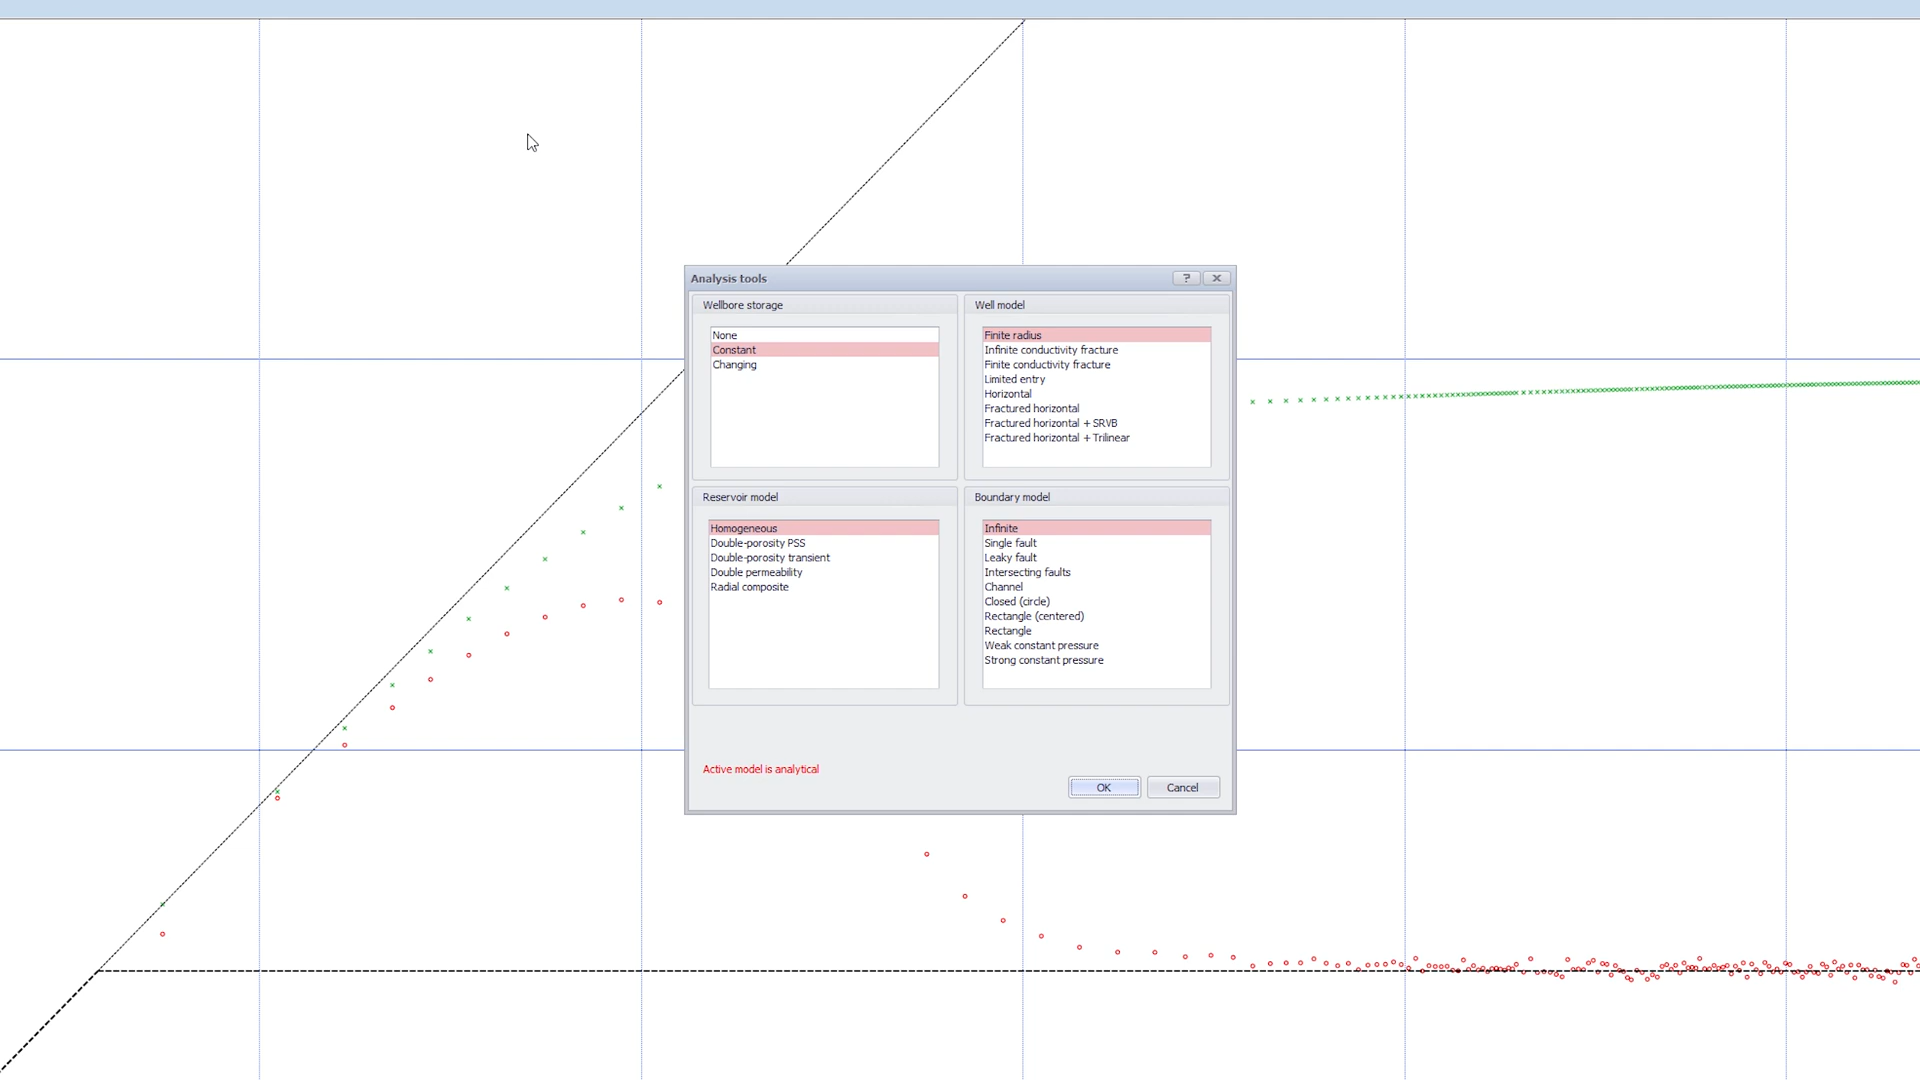 Analysis tools
?
Wellbore storage
None
Constant
Changing
Well model
Finite radius
Infinite conductivity fracture
Finite conductivity fracture
Limited entry
Horizontal
Fractured horizontal
Fractured horizontal + SRVB
Fractured horizontal + Trilinear
Reservoir model
Homogeneous
Double-porosity PSS
Double-porosity transient
Double permeability
Radial composite
Boundary model
Infinite
Single fault
Leaky fault
Intersecting faults
Channel
Closed (circle)
Rectangle (centered)
Rectangle
Weak constant pressure
Strong constant pressure
Active model is analytical
OK
Cancel